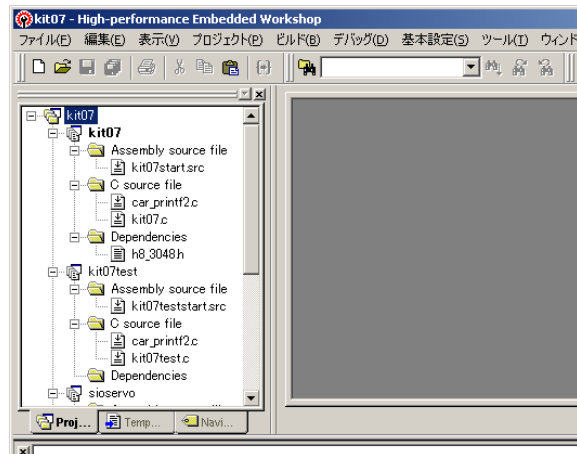 kit07 - High-performance Embedded Workshop
ファイル(F) 編集(E) 表示(V) プロジェクト(P) ビルド(B) デバッグ(D) 基本設定(S) ツール(T) ウィンド
kit07
kit07
Assembly source file
kit07start.src
C source file
car_printf2.c
kit07.c
Dependencies
h8_3048.h
kit07test
Assembly source file
kit07teststart.src
C source file
car_printf2.c
kit07test.c
Dependencies
sioservo
Proj... Temp... Navi...